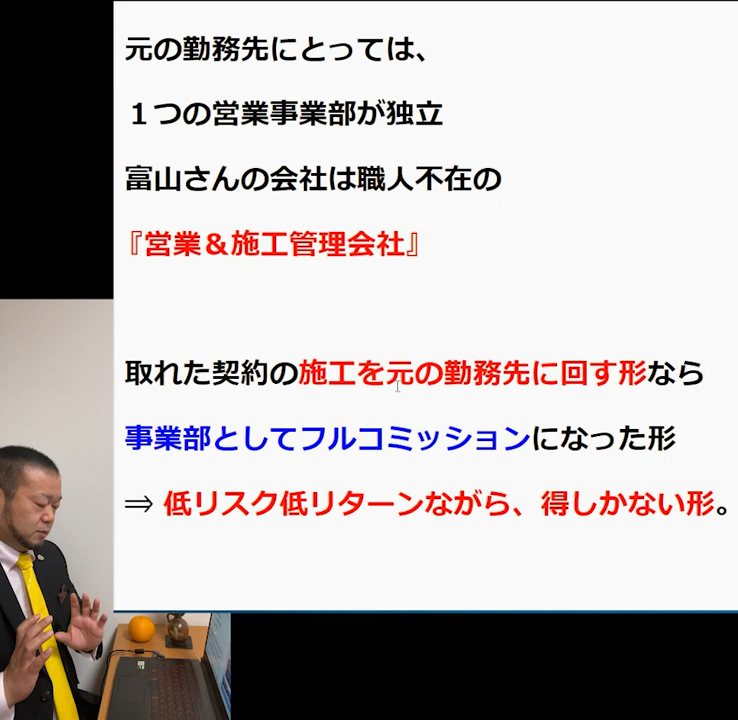 元の勤務先にとっては、
１つの営業事業部が独立
富山さんの会社は職人不在の
『営業＆施工管理会社』
取れた契約の施工を元の勤務先に回す形なら
事業部としてフルコミッションになった形
⇒ 低リスク低リターンながら、得しかない形。